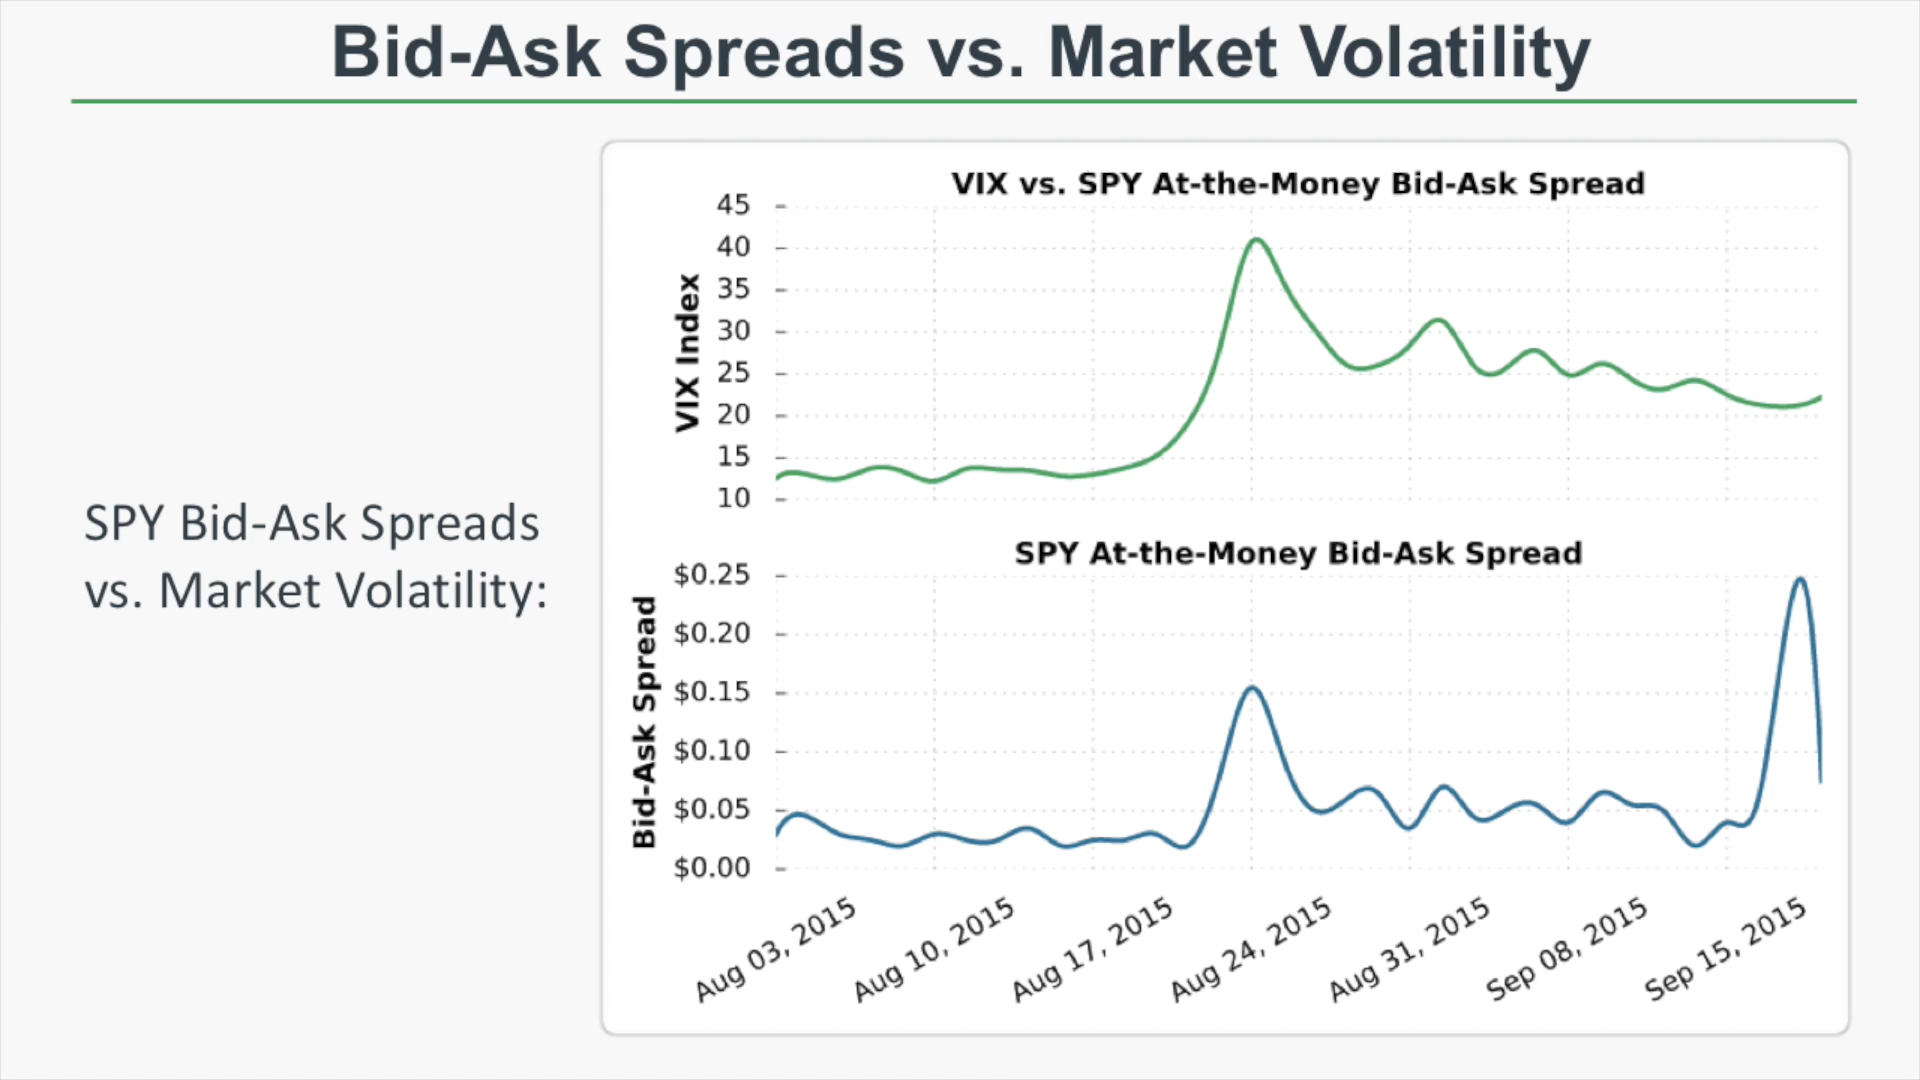 Bid-Ask Spreads vs. Market Volatility
SPY Bid-Ask Spreads
vs. Market Volatility:
VIX vs. SPY At-the-Money Bid-Ask Spread
VIX Index
45
40
35
30
25
20
15
10
SPY At-the-Money Bid-Ask Spread
Bid-Ask Spread
$0.25
$0.20
$0.15
$0.10
$0.05
$0.00
Aug 03, 2015
Aug 10, 2015
Aug 17, 2015
Aug 24, 2015
Aug 31, 2015
Sep 08, 2015
Sep 15, 2015